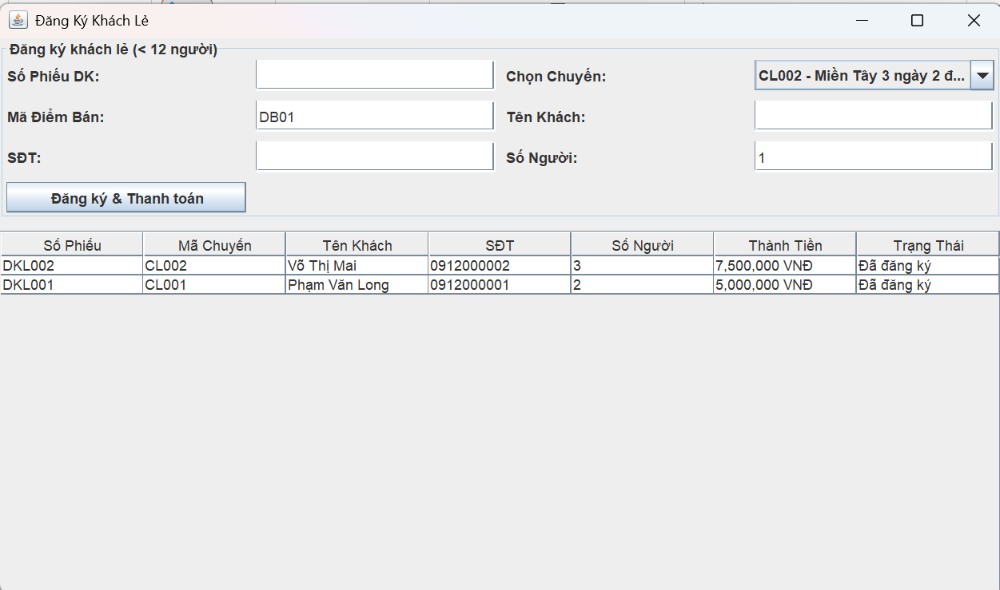 Đăng Ký Khách Lẻ
Đăng ký khách lẻ (< 12 người)
Số Phiếu DK: Chọn Chuyến: CL002 - Miền Tây 3 ngày 2 đ...
Mã Điểm Bán: DB01 Tên Khách:
SĐT: Số Người: 1
Đăng ký & Thanh toán
Số Phiếu Mã Chuyến Tên Khách SĐT Số Người Thành Tiền Trạng Thái
DKL002 CL002 Võ Thị Mai 0912000002 3 7,500,000 VNĐ Đã đăng ký
DKL001 CL001 Phạm Văn Long 0912000001 2 5,000,000 VNĐ Đã đăng ký